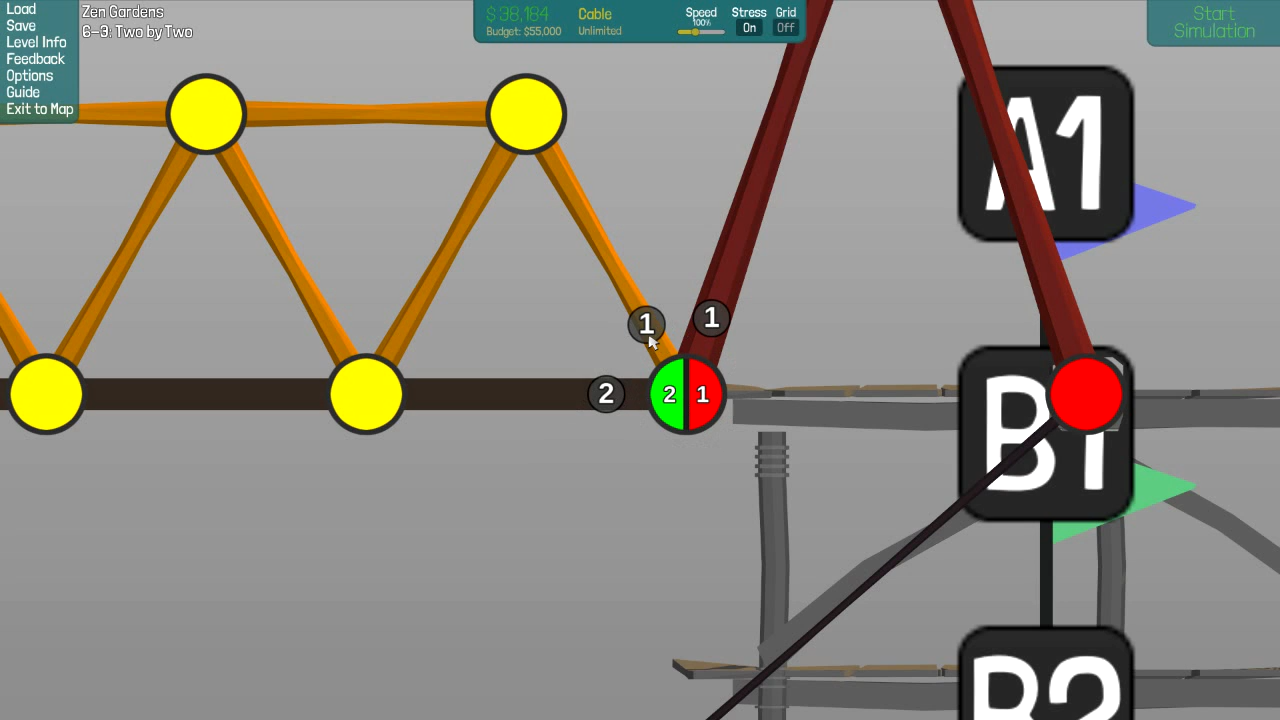 Load
Save
Level Info
Feedback
Options
Guide
Exit to Map
Zen Gardens
6-3: Two by Two
$38,184
Budget: $55,000
Cable
Unlimited
Speed
100%
Stress
On
Grid
Off
Start
Simulation
A1
1
1
2
2
1
B1
B2